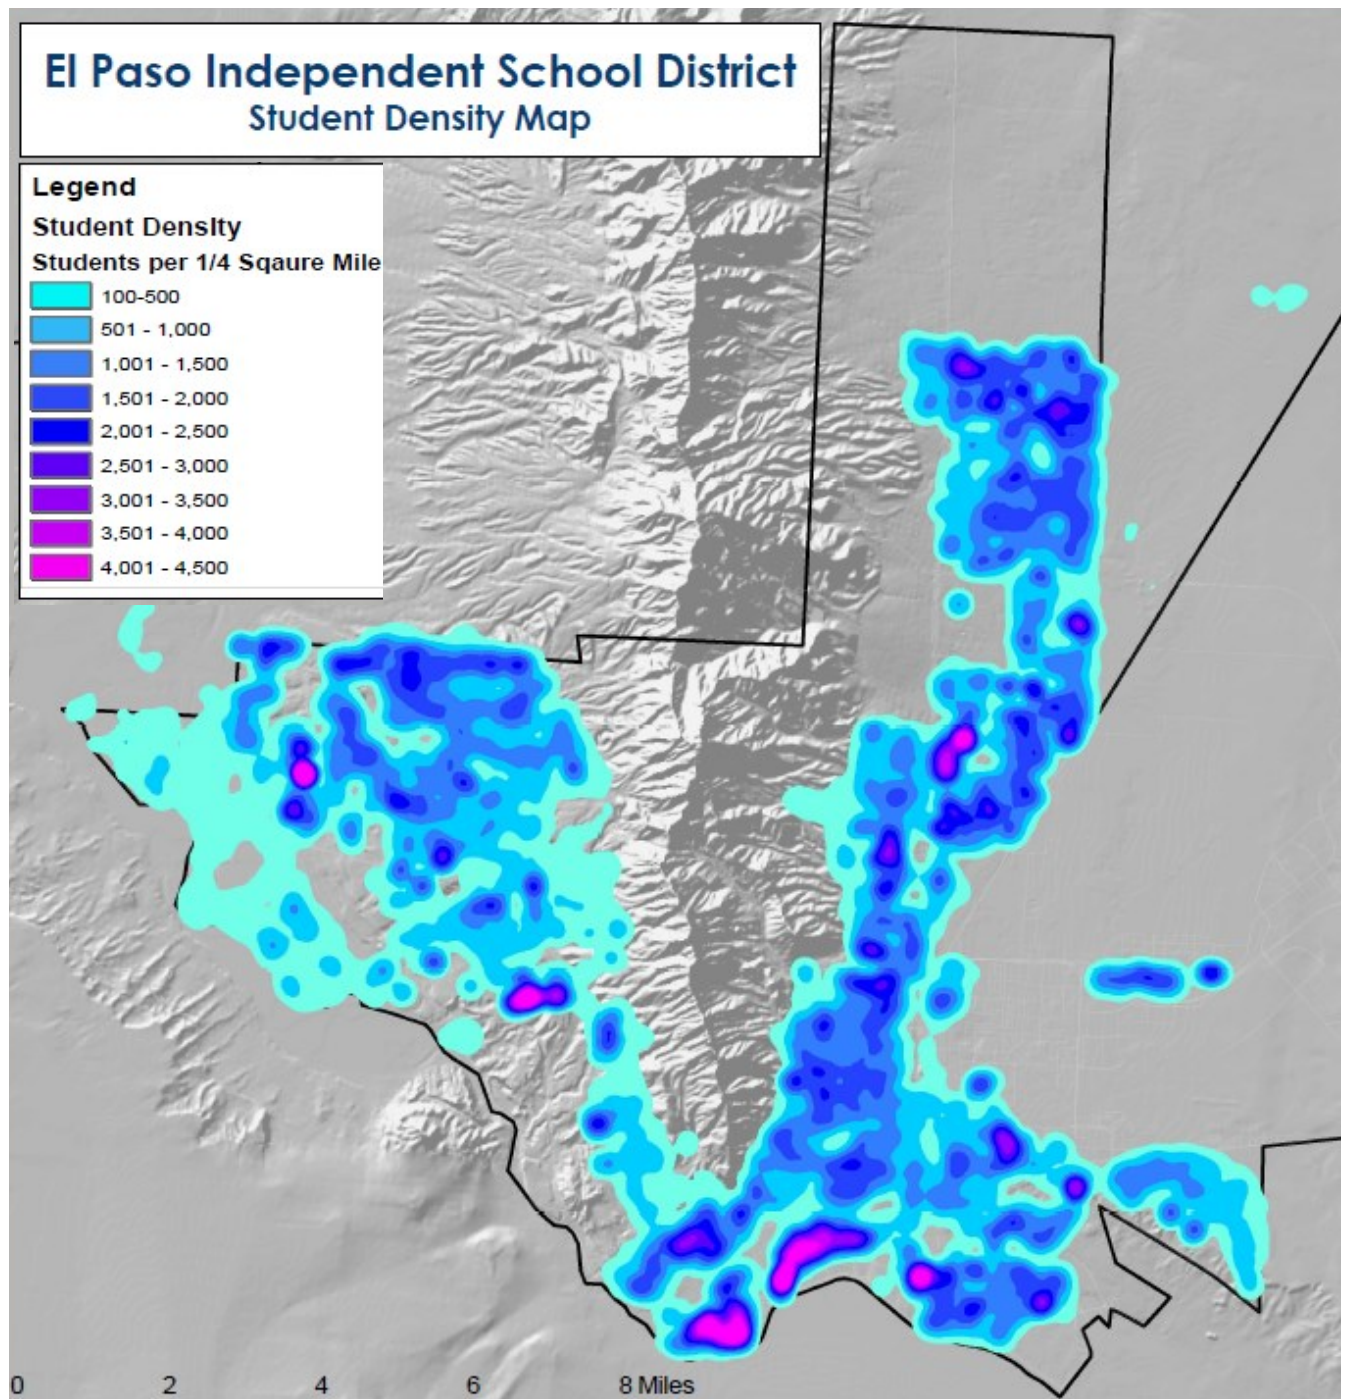 El Paso Independent School District
Student Density Map
Legend
Student Density
Students per 1/4 Sqaure Mile
100-500
501 - 1,000
1,001 - 1,500
1,501 - 2,000
2,001 - 2,500
2,501 - 3,000
3,001 - 3,500
3,501 - 4,000
4,001 - 4,500
0 2 4 6 8 Miles